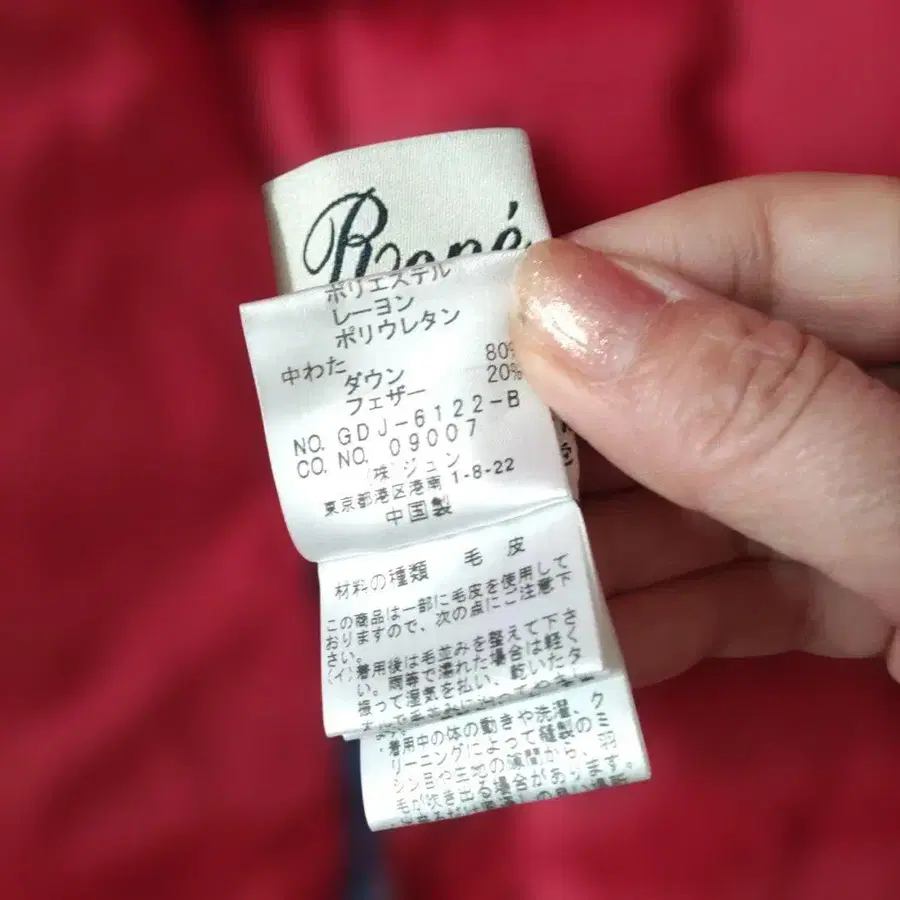 Ropé
ポリエステル
レーヨン
ポリウレタン
中わた
ダウン 80%
フェザー 20%
NO. GDJ-6122-B
CO. NO. 09007
(株)ジュン
東京都港区港南 1-8-22
中国製
材料の種類 毛 皮
この商品は一部に毛皮を使用して
おりますので、次の点にご注意下
さい。
(イ)着用後は毛並みを整えて下さ
い。雨等で濡れた場合は軽く
振って湿気を払い、乾いたタ
着用中の体の動きや洗濯、ク
リーニングによって縫製のミ
シン目や生地の隙間から、羽
毛が吹き出る場合があります。